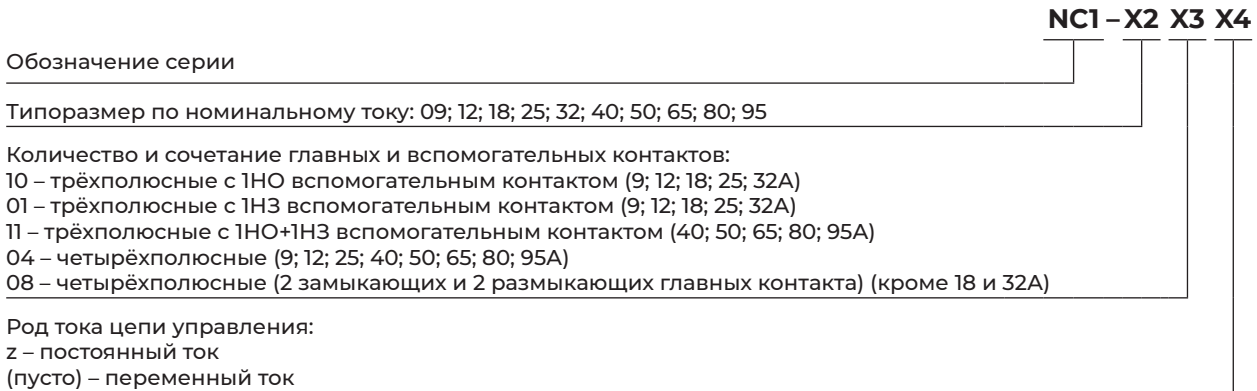 NC1 – X2 X3 X4
Обозначение серии
Типоразмер по номинальному току: 09; 12; 18; 25; 32; 40; 50; 65; 80; 95
Количество и сочетание главных и вспомогательных контактов:
10 – трёхполюсные с 1НО вспомогательным контактом (9; 12; 18; 25; 32А)
01 – трёхполюсные с 1НЗ вспомогательным контактом (9; 12; 18; 25; 32А)
11 – трёхполюсные с 1НО+1НЗ вспомогательным контактом (40; 50; 65; 80; 95А)
04 – четырёхполюсные (9; 12; 25; 40; 50; 65; 80; 95А)
08 – четырёхполюсные (2 замыкающих и 2 размыкающих главных контакта) (кроме 18 и 32А)
Род тока цепи управления:
z – постоянный ток
(пусто) – переменный ток